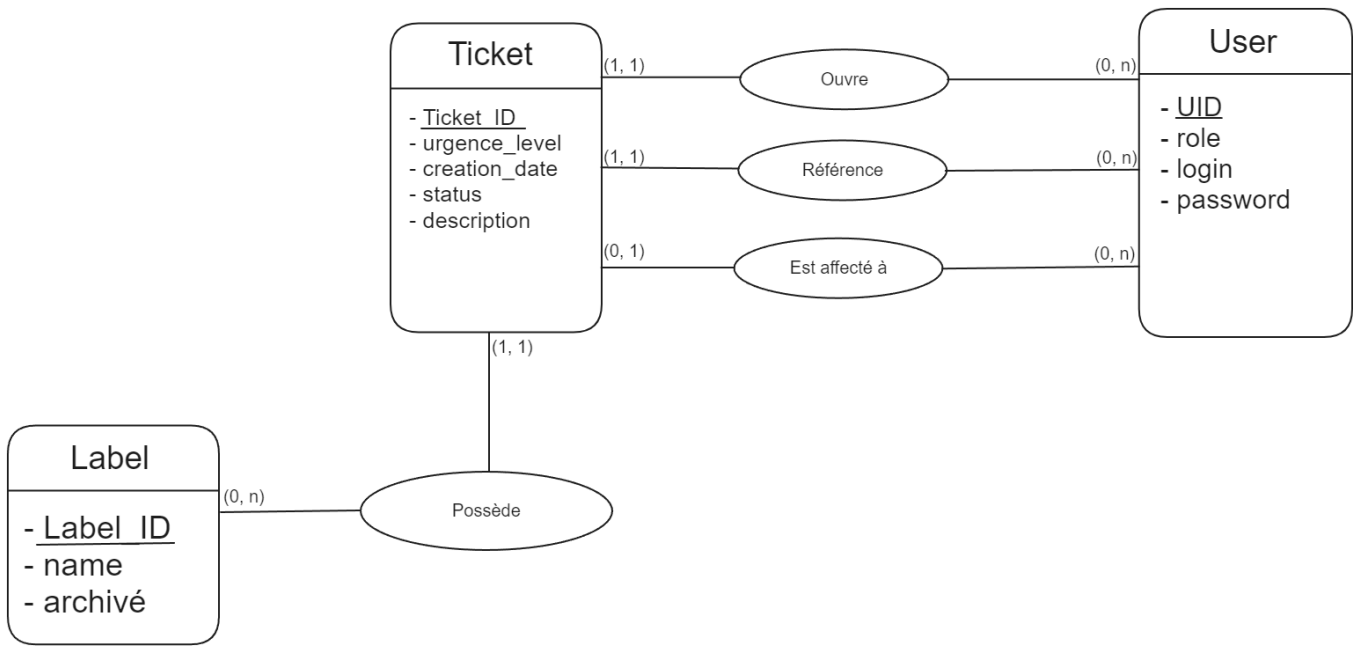 Ticket
- Ticket_ID
- urgence_level
- creation_date
- status
- description
(1, 1)
Ouvre
(0, n)
(1, 1)
Référence
(0, n)
(0, 1)
Est affecté à
(0, n)
User
- UID
- role
- login
- password
(1, 1)
Label
- Label_ID
- name
- archivé
(0, n)
Possède